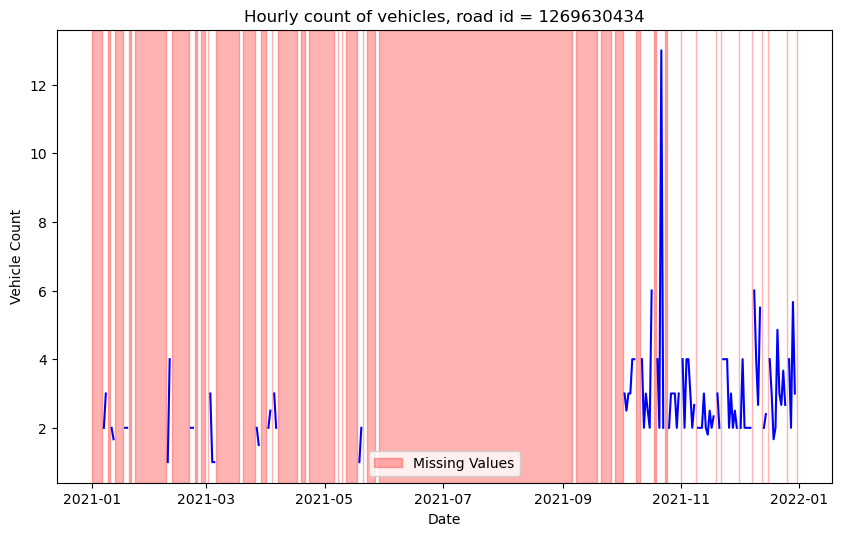 Hourly count of vehicles, road id = 1269630434
Vehicle Count
12
10
8
6
4
2
Missing Values
2021-01 2021-03 2021-05 2021-07 2021-09 2021-11 2022-01
Date